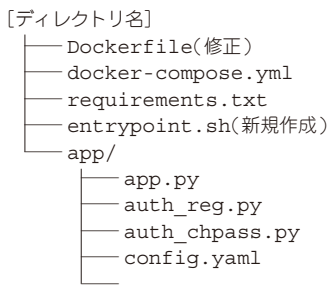 [ディレクトリ名]
Dockerfile(修正)
docker-compose.yml
requirements.txt
entrypoint.sh(新規作成)
app/
app.py
auth_reg.py
auth_chpass.py
config.yaml